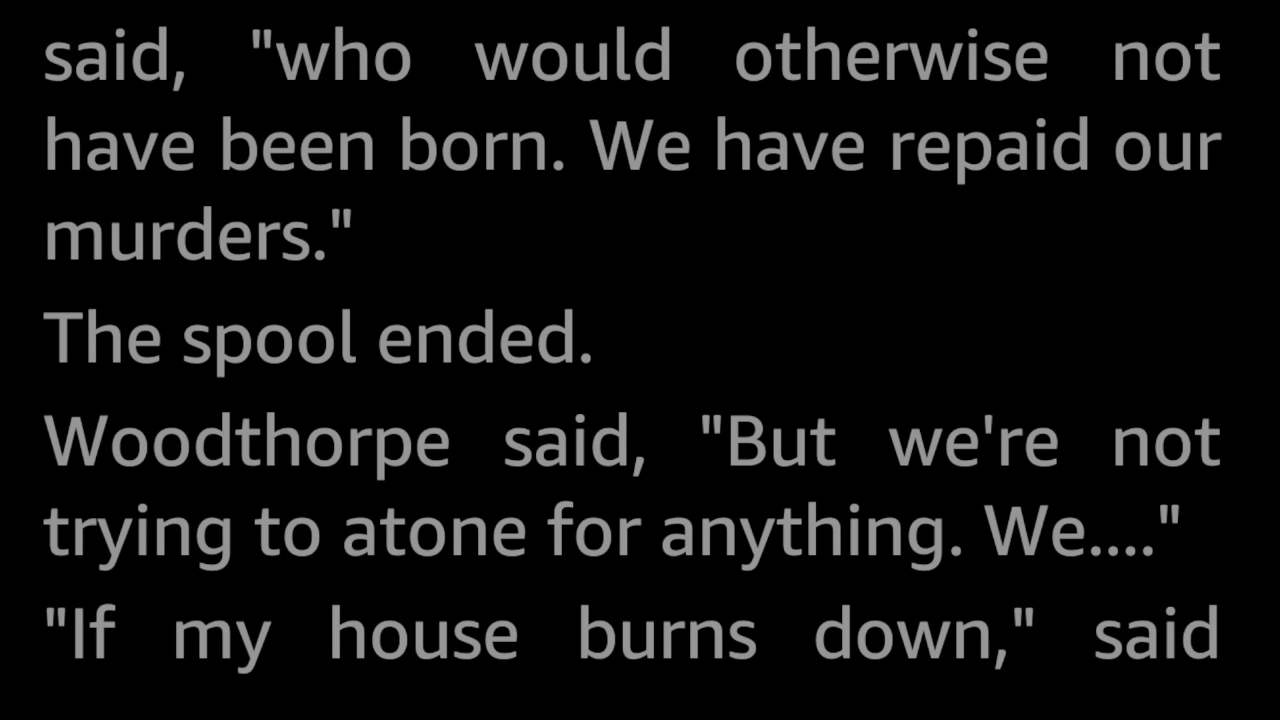 said, "who would otherwise not
have been born. We have repaid our
murders."
The spool ended.
Woodthorpe said, "But we're not
trying to atone for anything. We...."
"If my house burns down," said